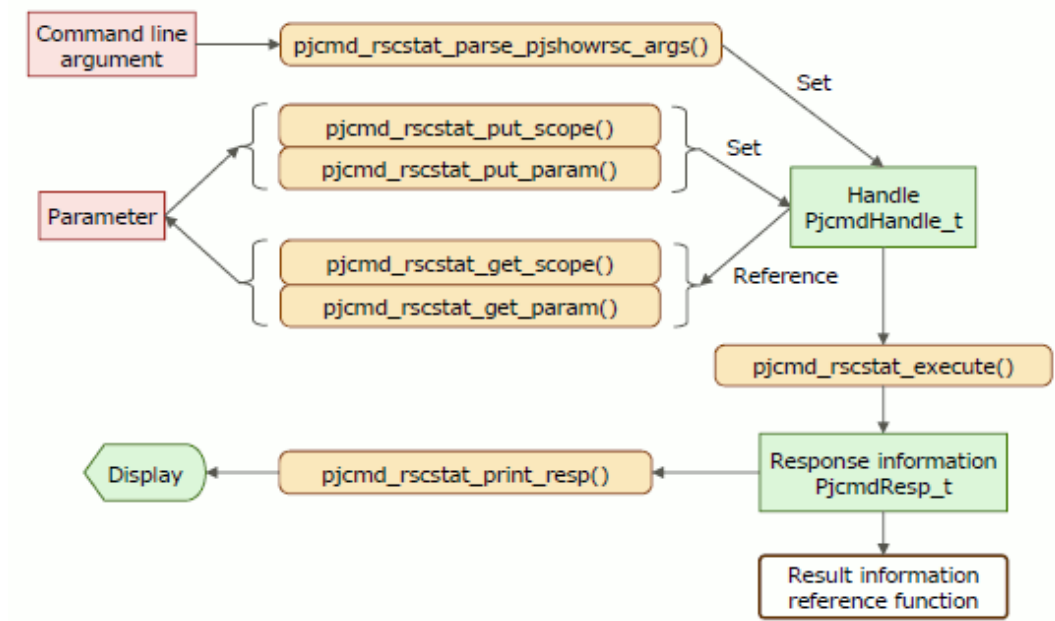 Command line
argument
pjcmd_rscstat_parse_pjshowrsc_args()
Set
pjcmd_rscstat_put_scope()
pjcmd_rscstat_put_param()
Set
Parameter
Handle
PjcmdHandle_t
pjcmd_rscstat_get_scope()
pjcmd_rscstat_get_param()
Reference
pjcmd_rscstat_execute()
Display
pjcmd_rscstat_print_resp()
Response information
PjcmdResp_t
Result information
reference function